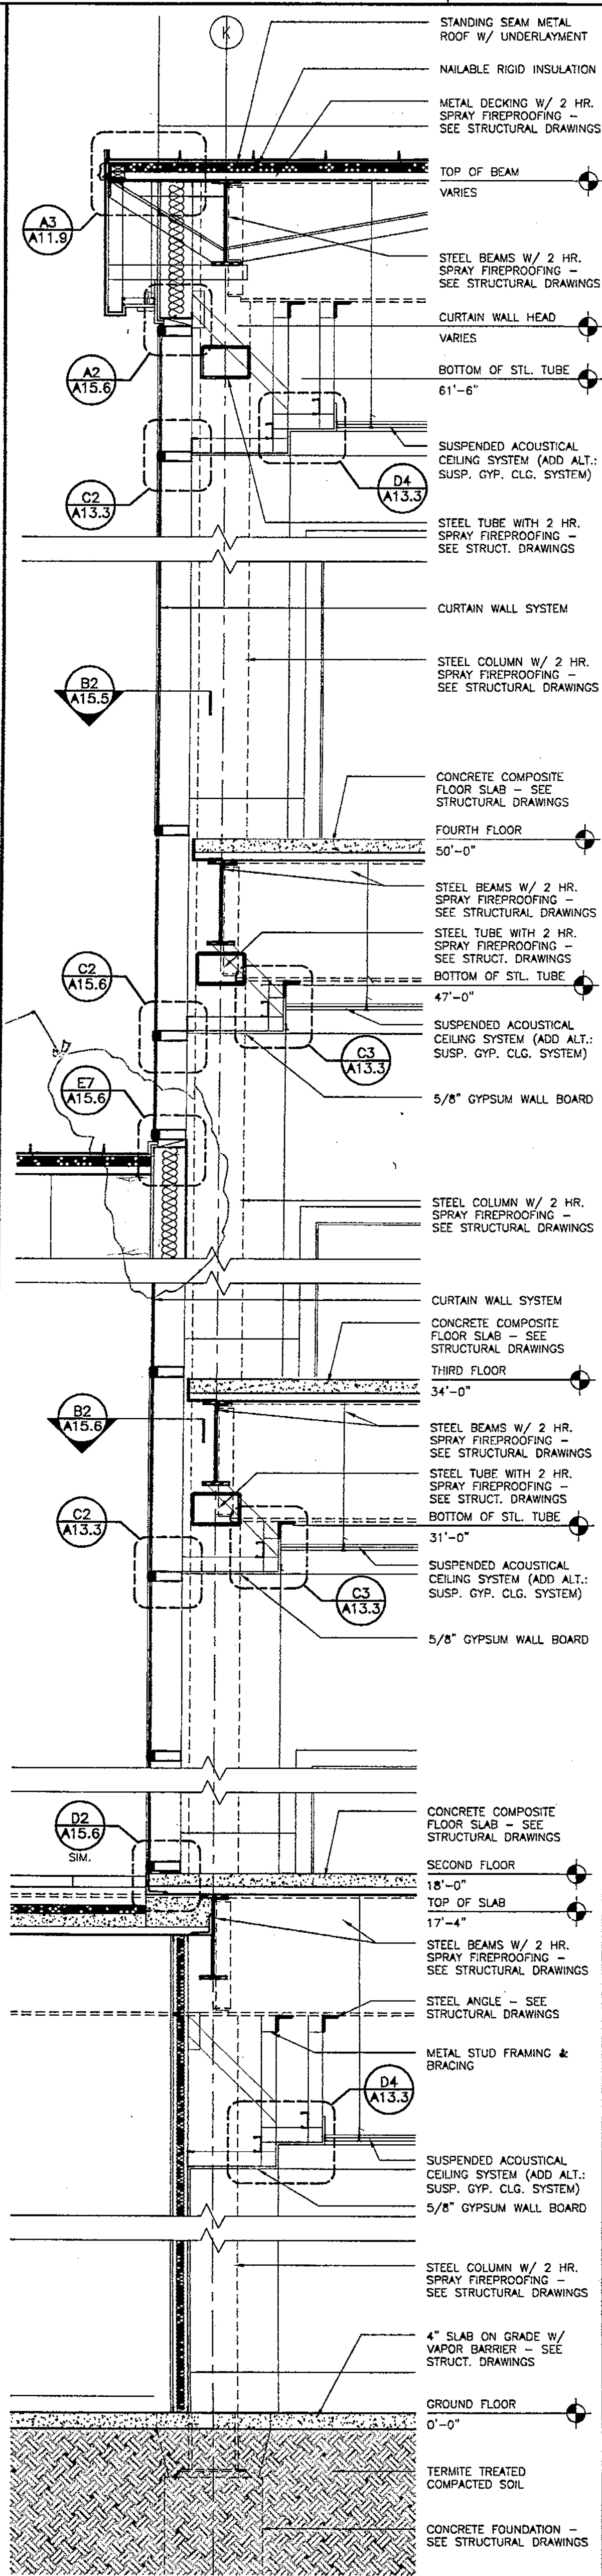 K
STANDING SEAM METAL
ROOF W/ UNDERLAYMENT
NAILABLE RIGID INSULATION
METAL DECKING W/ 2 HR.
SPRAY FIREPROOFING –
SEE STRUCTURAL DRAWINGS
TOP OF BEAM
VARIES
A3
A11.9
STEEL BEAMS W/ 2 HR.
SPRAY FIREPROOFING –
SEE STRUCTURAL DRAWINGS
CURTAIN WALL HEAD
VARIES
A2
A15.6
BOTTOM OF STL. TUBE
61'-6"
SUSPENDED ACOUSTICAL
CEILING SYSTEM (ADD ALT.:
SUSP. GYP. CLG. SYSTEM)
D4
A13.3
C2
A13.3
STEEL TUBE WITH 2 HR.
SPRAY FIREPROOFING –
SEE STRUCT. DRAWINGS
CURTAIN WALL SYSTEM
STEEL COLUMN W/ 2 HR.
SPRAY FIREPROOFING –
SEE STRUCTURAL DRAWINGS
B2
A15.5
CONCRETE COMPOSITE
FLOOR SLAB – SEE
STRUCTURAL DRAWINGS
FOURTH FLOOR
50'-0"
STEEL BEAMS W/ 2 HR.
SPRAY FIREPROOFING –
SEE STRUCTURAL DRAWINGS
STEEL TUBE WITH 2 HR.
SPRAY FIREPROOFING –
SEE STRUCT. DRAWINGS
BOTTOM OF STL. TUBE
47'-0"
C2
A15.6
SUSPENDED ACOUSTICAL
CEILING SYSTEM (ADD ALT.:
SUSP. GYP. CLG. SYSTEM)
C3
A13.3
E7
A15.6
5/8" GYPSUM WALL BOARD
STEEL COLUMN W/ 2 HR.
SPRAY FIREPROOFING –
SEE STRUCTURAL DRAWINGS
CURTAIN WALL SYSTEM
CONCRETE COMPOSITE
FLOOR SLAB – SEE
STRUCTURAL DRAWINGS
THIRD FLOOR
34'-0"
B2
A15.6
STEEL BEAMS W/ 2 HR.
SPRAY FIREPROOFING –
SEE STRUCTURAL DRAWINGS
STEEL TUBE WITH 2 HR.
SPRAY FIREPROOFING –
SEE STRUCT. DRAWINGS
BOTTOM OF STL. TUBE
31'-0"
C2
A13.3
SUSPENDED ACOUSTICAL
CEILING SYSTEM (ADD ALT.:
SUSP. GYP. CLG. SYSTEM)
C3
A13.3
5/8" GYPSUM WALL BOARD
D2
A15.6
SIM.
CONCRETE COMPOSITE
FLOOR SLAB – SEE
STRUCTURAL DRAWINGS
SECOND FLOOR
18'-0"
TOP OF SLAB
17'-4"
STEEL BEAMS W/ 2 HR.
SPRAY FIREPROOFING –
SEE STRUCTURAL DRAWINGS
STEEL ANGLE – SEE
STRUCTURAL DRAWINGS
METAL STUD FRAMING &
BRACING
D4
A13.3
SUSPENDED ACOUSTICAL
CEILING SYSTEM (ADD ALT.:
SUSP. GYP. CLG. SYSTEM)
5/8" GYPSUM WALL BOARD
STEEL COLUMN W/ 2 HR.
SPRAY FIREPROOFING –
SEE STRUCTURAL DRAWINGS
4" SLAB ON GRADE W/
VAPOR BARRIER – SEE
STRUCT. DRAWINGS
GROUND FLOOR
0'-0"
TERMITE TREATED
COMPACTED SOIL
CONCRETE FOUNDATION –
SEE STRUCTURAL DRAWINGS